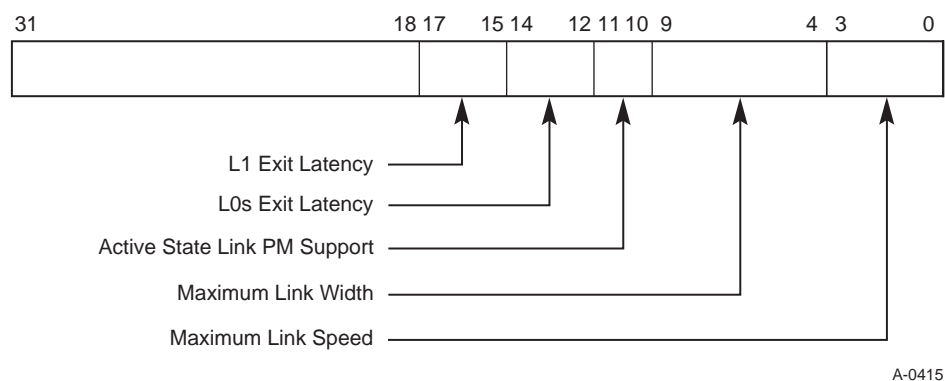 31 18 17 15 14 12 11 10 9 4 3 0
L1 Exit Latency
L0s Exit Latency
Active State Link PM Support
Maximum Link Width
Maximum Link Speed
A-0415